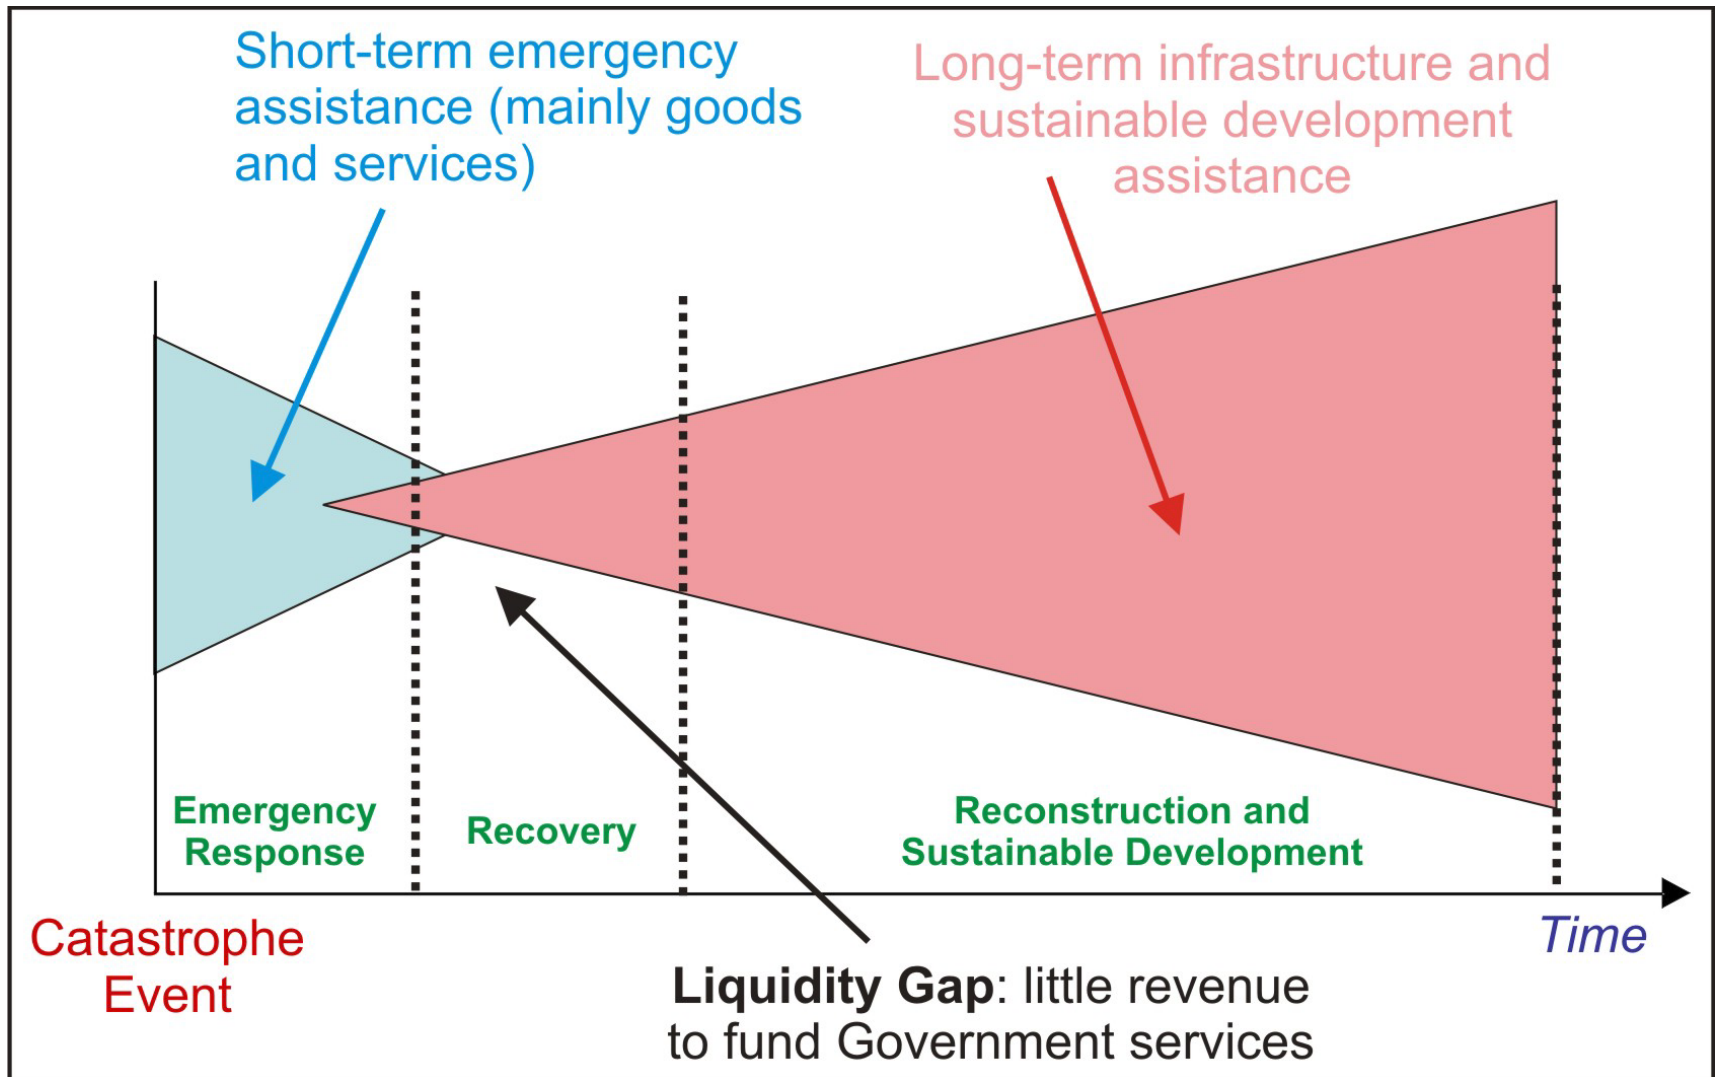 Short-term emergency
assistance (mainly goods
and services)
Long-term infrastructure and
sustainable development
assistance
Emergency
Response
Recovery
Reconstruction and
Sustainable Development
Catastrophe
Event
Time
Liquidity Gap: little revenue
to fund Government services